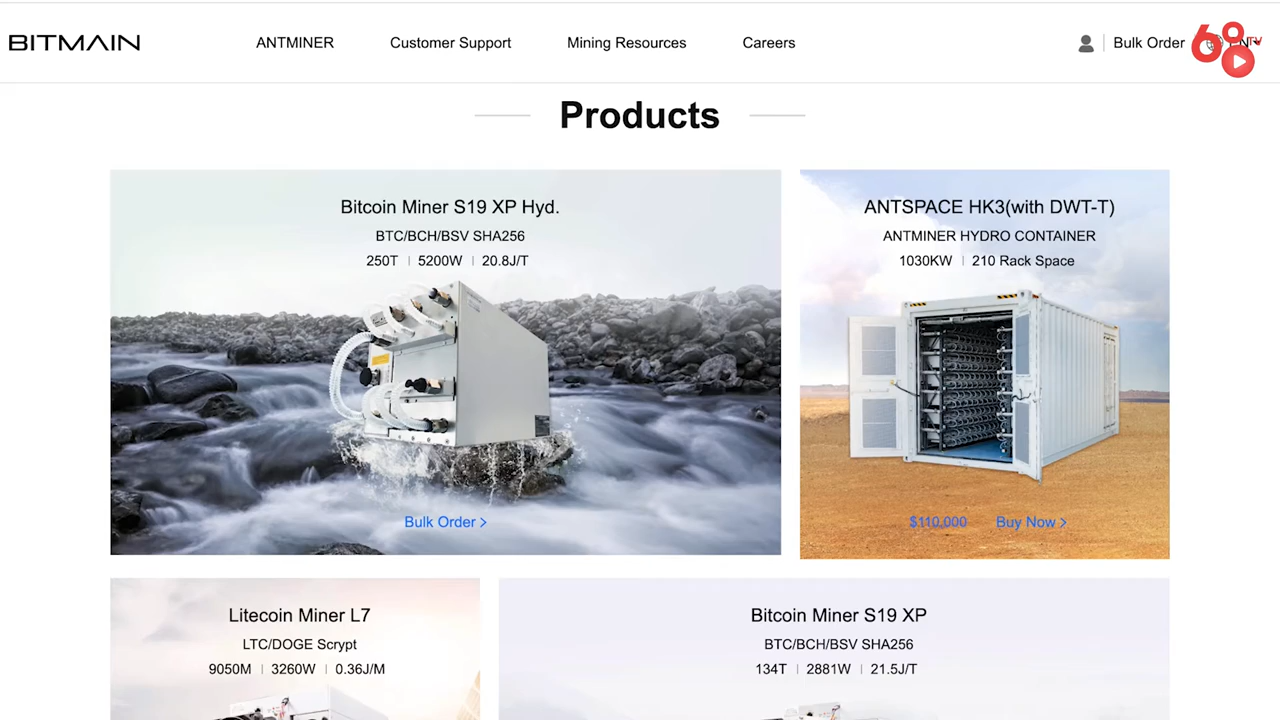 BITMAIN
ANTMINER
Customer Support
Mining Resources
Careers
Bulk Order
68
TV
Products
Bitcoin Miner S19 XP Hyd.
BTC/BCH/BSV SHA256
250T | 5200W | 20.8J/T
Bulk Order >
ANTSPACE HK3(with DWT-T)
ANTMINER HYDRO CONTAINER
1030KW | 210 Rack Space
$110,000 Buy Now >
Litecoin Miner L7
LTC/DOGE Scrypt
9050M | 3260W | 0.36J/M
Bitcoin Miner S19 XP
BTC/BCH/BSV SHA256
134T | 2881W | 21.5J/T